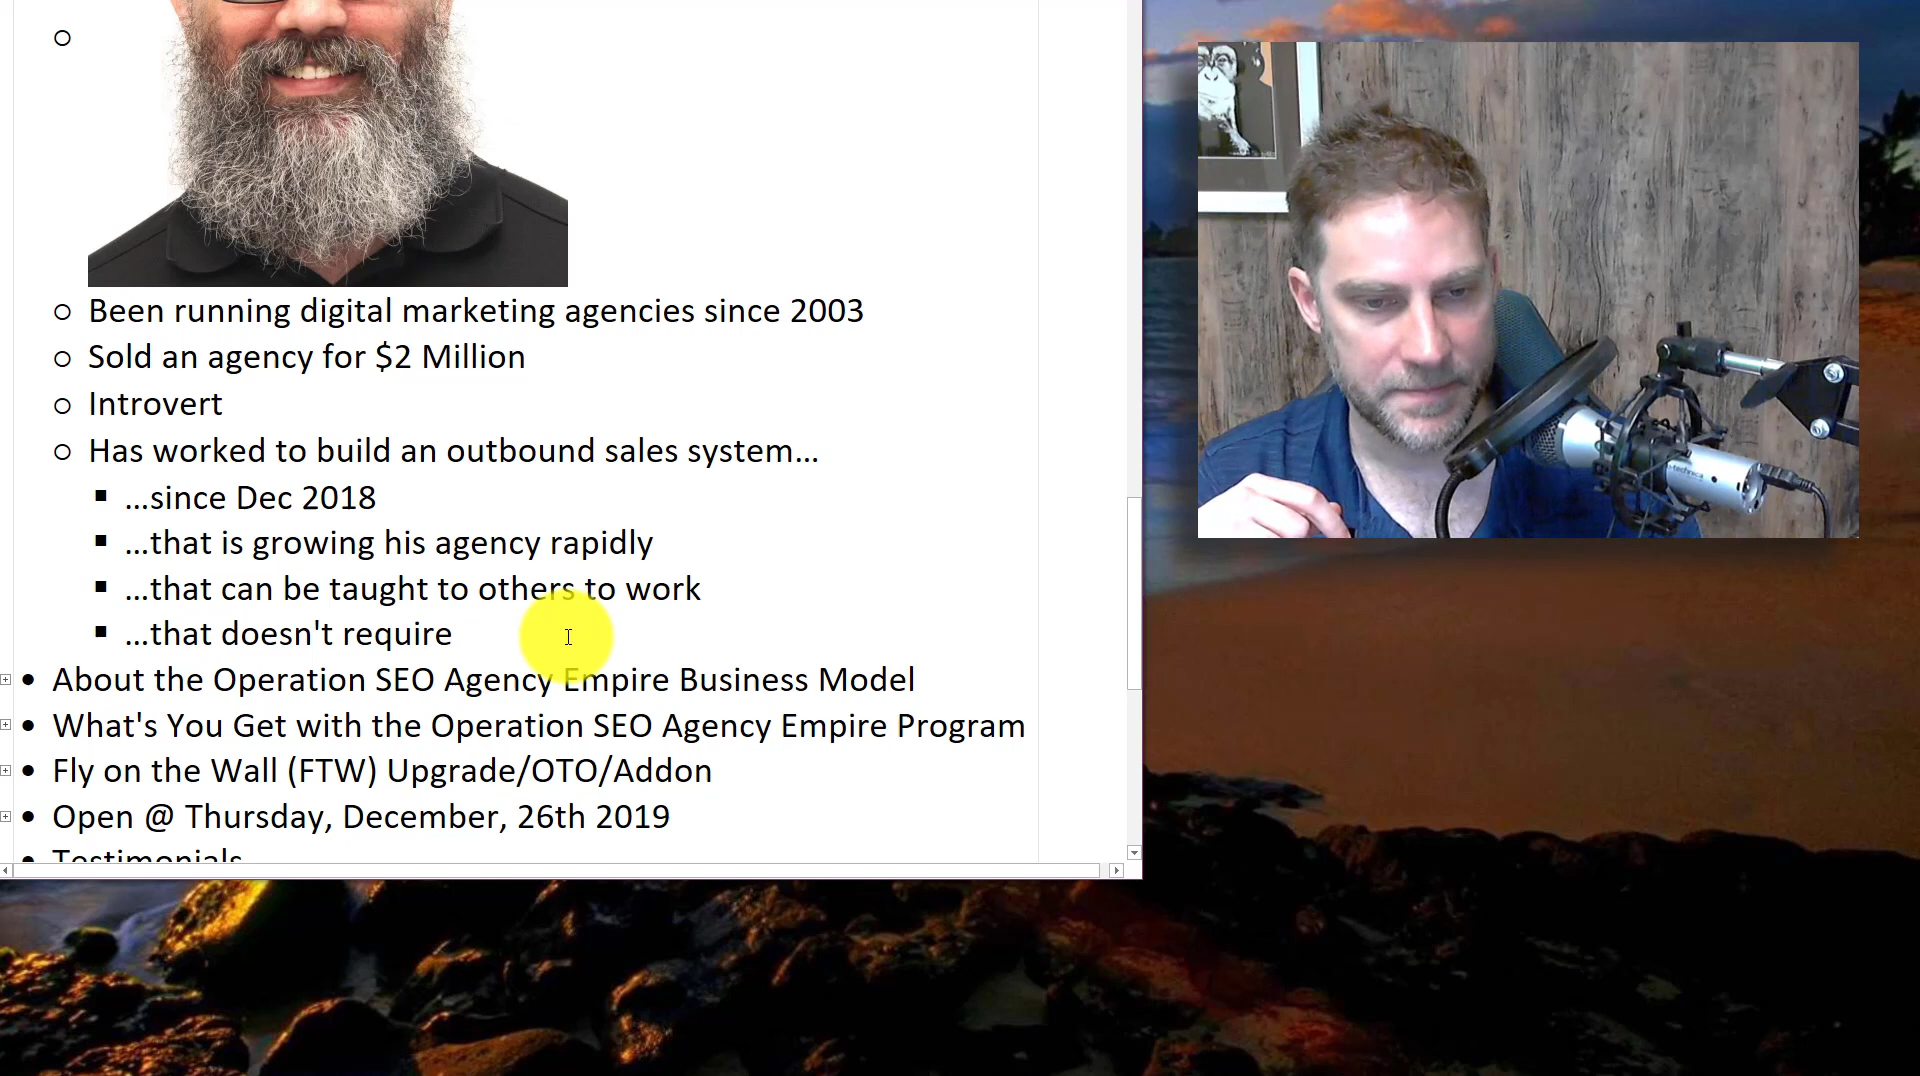 Been running digital marketing agencies since 2003
Sold an agency for $2 Million
Introvert
Has worked to build an outbound sales system...
...since Dec 2018
...that is growing his agency rapidly
...that can be taught to others to work
...that doesn't require
About the Operation SEO Agency Empire Business Model
What's You Get with the Operation SEO Agency Empire Program
Fly on the Wall (FTW) Upgrade/OTO/Addon
Open @ Thursday, December, 26th 2019
Testimonials